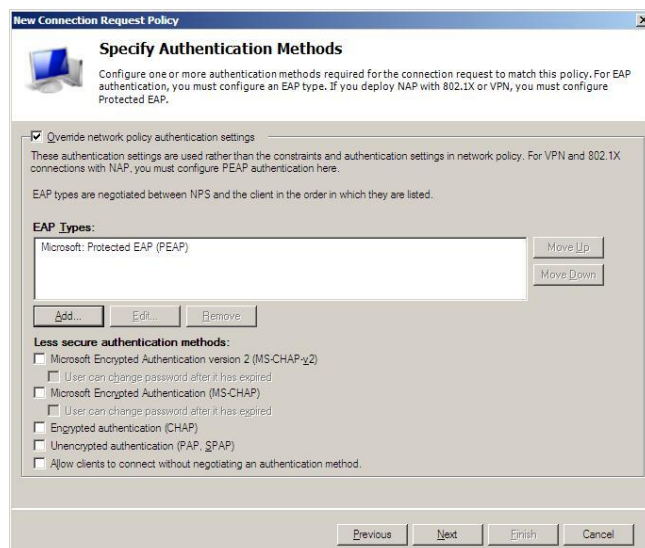 New Connection Request Policy
Specify Authentication Methods
Configure one or more authentication methods required for the connection request to match this policy. For EAP
authentication, you must configure an EAP type. If you deploy NAP with 802.1X or VPN, you must configure
Protected EAP.
Override network policy authentication settings
These authentication settings are used rather than the constraints and authentication settings in network policy. For VPN and 802.1X
connections with NAP, you must configure PEAP authentication here.
EAP types are negotiated between NPS and the client in the order in which they are listed.
EAP Types:
Microsoft: Protected EAP (PEAP)
Move Up
Move Down
Add... Edit... Remove
Less secure authentication methods:
Microsoft Encrypted Authentication version 2 (MS-CHAP-v2)
User can change password after it has expired
Microsoft Encrypted Authentication (MS-CHAP)
User can change password after it has expired
Encrypted authentication (CHAP)
Unencrypted authentication (PAP, SPAP)
Allow clients to connect without negotiating an authentication method.
Previous Next Finish Cancel